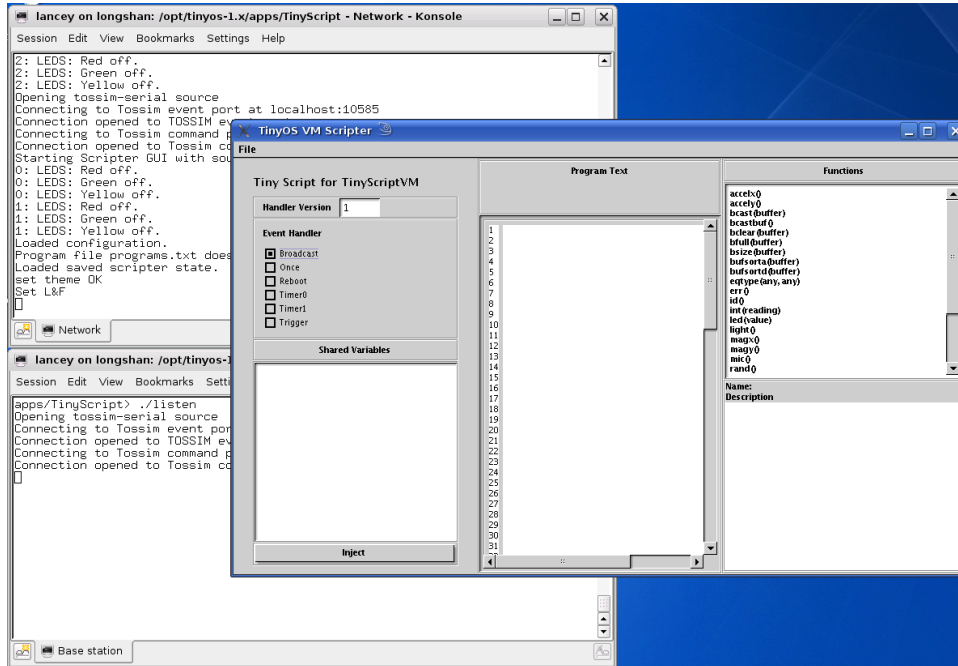 lancey on longshan: /opt/tinyos-1.x/apps/TinyScript - Network - Konsole
Session Edit View Bookmarks Settings Help
2: LEDS: Red off.
2: LEDS: Green off.
2: LEDS: Yellow off.
Opening tossim-serial source
Connecting to Tossim event port at localhost:10585
Connection opened to TOSSIM ev
Connecting to Tossim command p
Connection opened to Tossim co
Starting Scripter GUI with sou
0: LEDS: Red off.
0: LEDS: Green off.
0: LEDS: Yellow off.
1: LEDS: Red off.
1: LEDS: Green off.
1: LEDS: Yellow off.
Loaded configuration.
Program file programs.txt does
Loaded saved scripter state.
set theme OK
Set L&F
Network
lancey on longshan: /opt/tinyos-1
Session Edit View Bookmarks Setti
apps/TinyScript> ./listen
Opening tossim-serial source
Connecting to Tossim event por
Connection opened to TOSSIM ev
Connecting to Tossim command p
Connection opened to Tossim co
Base station
TinyOS VM Scripter
File
Tiny Script for TinyScriptVM
Handler Version 1
Event Handler
Broadcast
Once
Reboot
Timer0
Timer1
Trigger
Shared Variables
Inject
Program Text
1
2
3
4
5
6
7
8
9
10
11
12
13
14
15
16
17
18
19
20
21
22
23
24
25
26
27
28
29
30
31
Functions
accelx()
accely()
bcast(buffer)
bcastbuf()
bclear(buffer)
bfull(buffer)
bsize(buffer)
bufsorta(buffer)
bufsortd(buffer)
eqtype(any, any)
err()
id()
int(reading)
led(value)
light()
magx()
magy()
mic()
rand()
Name:
Description